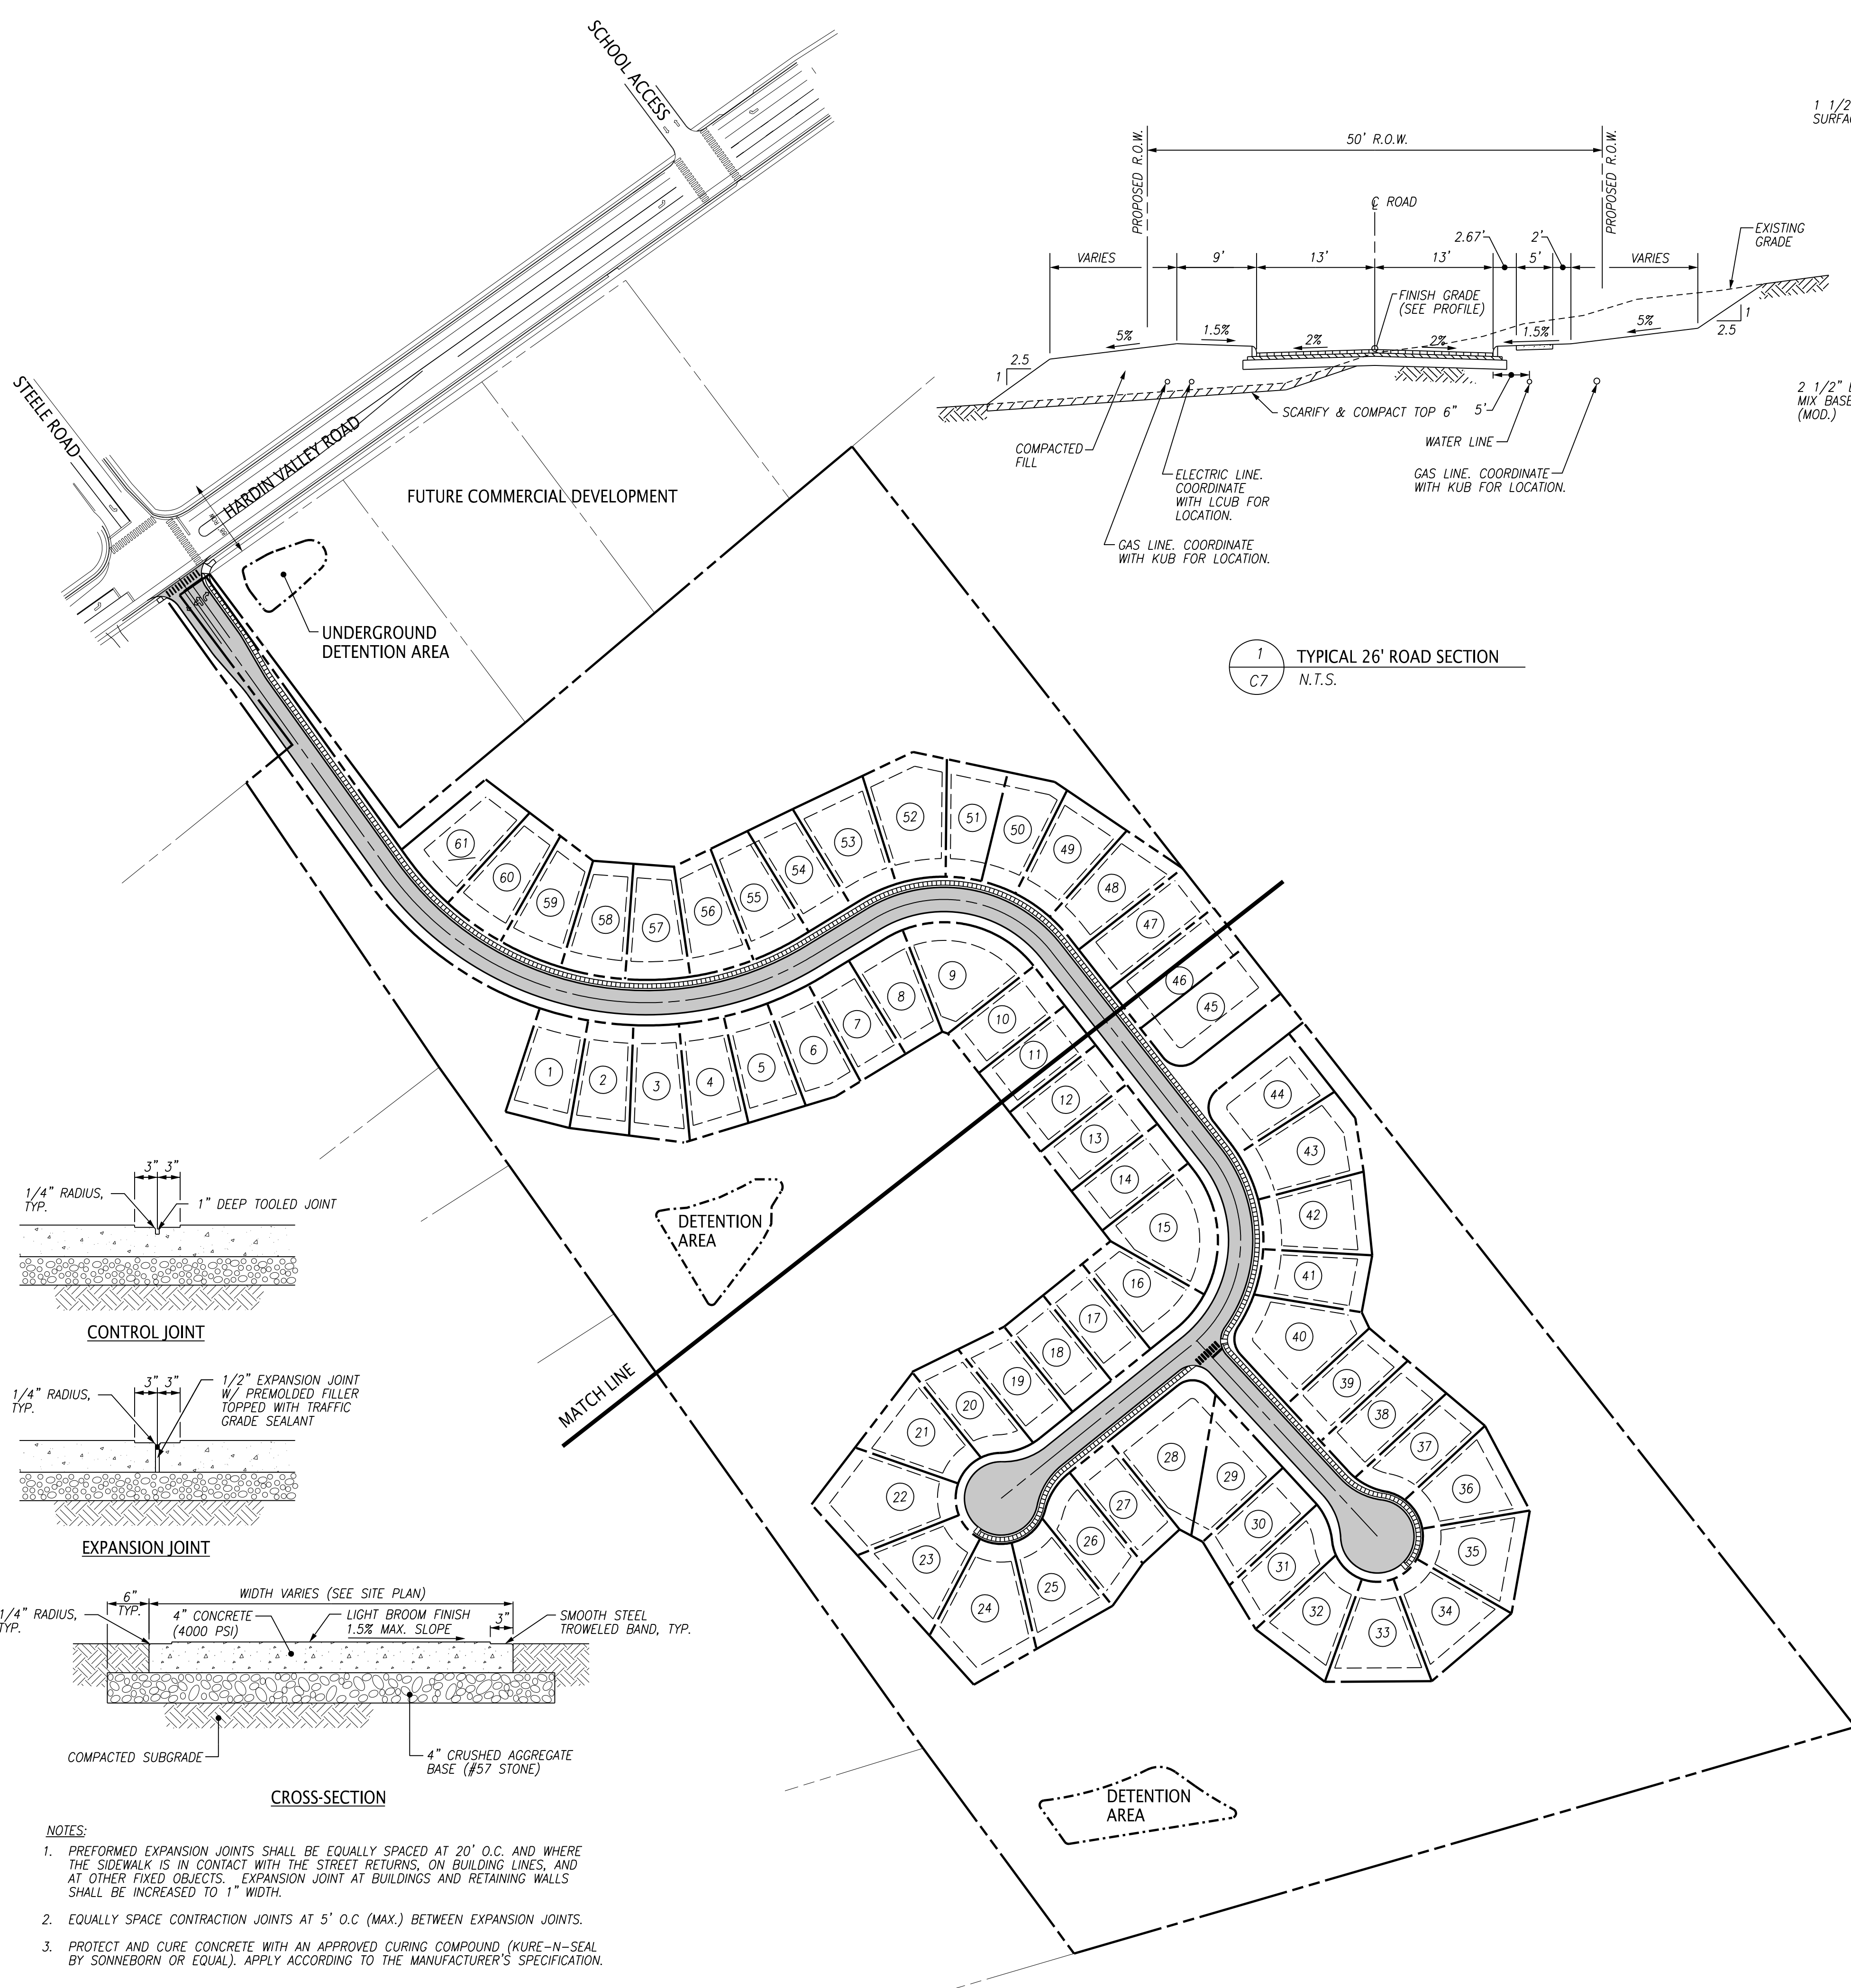 SCHOOL ACCESS
STEELE ROAD
HARDIN VALLEY ROAD
FUTURE COMMERCIAL DEVELOPMENT
UNDERGROUND
DETENTION AREA
1 1/2"
50' R.O.W.
PROPOSED R.O.W.
PROPOSED R.O.W.
℄ ROAD
2.67'
2'
EXISTING
GRADE
VARIES
9'
13'
13'
5'
VARIES
FINISH GRADE
(SEE PROFILE)
5%
1.5%
2%
2%
1.5%
5%
2.5
1
2.5
1
SCARIFY & COMPACT TOP 6"
5'
2 1/2"
MIX BASE
(MOD.)
COMPACTED
FILL
WATER LINE
ELECTRIC LINE.
COORDINATE
WITH LCUB FOR
LOCATION.
GAS LINE. COORDINATE
WITH KUB FOR LOCATION.
GAS LINE. COORDINATE
WITH KUB FOR LOCATION.
1
C7
TYPICAL 26' ROAD SECTION
N.T.S.
61
60
59
58
57
56
55
54
53
52
51
50
49
48
47
46
45
44
43
42
41
40
39
38
37
36
35
34
33
32
31
30
29
28
27
26
25
24
23
22
21
20
19
18
17
16
15
14
13
12
11
10
9
8
7
6
5
4
3
2
1
DETENTION
AREA
MATCH LINE
DETENTION
AREA
3" 3"
1/4" RADIUS,
TYP.
1" DEEP TOOLED JOINT
CONTROL JOINT
3" 3"
1/4" RADIUS,
TYP.
1/2" EXPANSION JOINT
W/ PREMOLDED FILLER
TOPPED WITH TRAFFIC
GRADE SEALANT
EXPANSION JOINT
6"
TYP.
WIDTH VARIES (SEE SITE PLAN)
1/4" RADIUS,
TYP.
4" CONCRETE
(4000 PSI)
LIGHT BROOM FINISH
1.5% MAX. SLOPE
3"
SMOOTH STEEL
TROWELED BAND, TYP.
COMPACTED SUBGRADE
4" CRUSHED AGGREGATE
BASE (#57 STONE)
CROSS-SECTION
NOTES:
1. PREFORMED EXPANSION JOINTS SHALL BE EQUALLY SPACED AT 20' O.C. AND WHERE
THE SIDEWALK IS IN CONTACT WITH THE STREET RETURNS, ON BUILDING LINES, AND
AT OTHER FIXED OBJECTS. EXPANSION JOINT AT BUILDINGS AND RETAINING WALLS
SHALL BE INCREASED TO 1" WIDTH.
2. EQUALLY SPACE CONTRACTION JOINTS AT 5' O.C (MAX.) BETWEEN EXPANSION JOINTS.
3. PROTECT AND CURE CONCRETE WITH AN APPROVED CURING COMPOUND (KURE-N-SEAL
BY SONNEBORN OR EQUAL). APPLY ACCORDING TO THE MANUFACTURER'S SPECIFICATION.